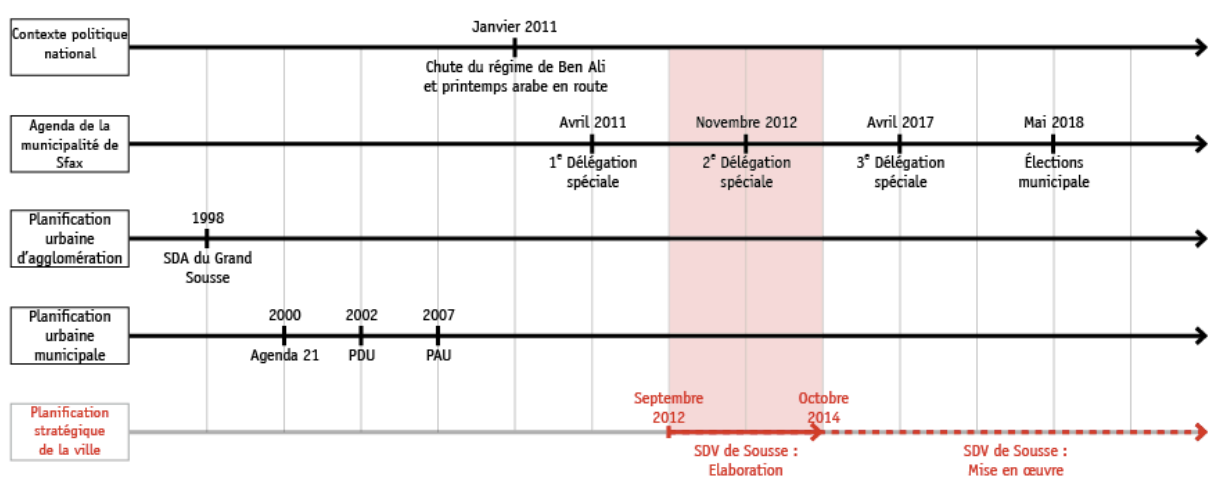 Contexte politique
national
Janvier 2011
Chute du régime de Ben Ali
et printemps arabe en route
Agenda de la
municipalité de
Sfax
Avril 2011
1e Délégation
spéciale
Novembre 2012
2e Délégation
spéciale
Avril 2017
3e Délégation
spéciale
Mai 2018
Élections
municipale
Planification
urbaine
d'agglomération
1998
SDA du Grand
Sousse
Planification
urbaine
municipale
2000
Agenda 21
2002
PDU
2007
PAU
Planification
stratégique
de la ville
Septembre
2012
Octobre
2014
SDV de Sousse :
Elaboration
SDV de Sousse :
Mise en œuvre